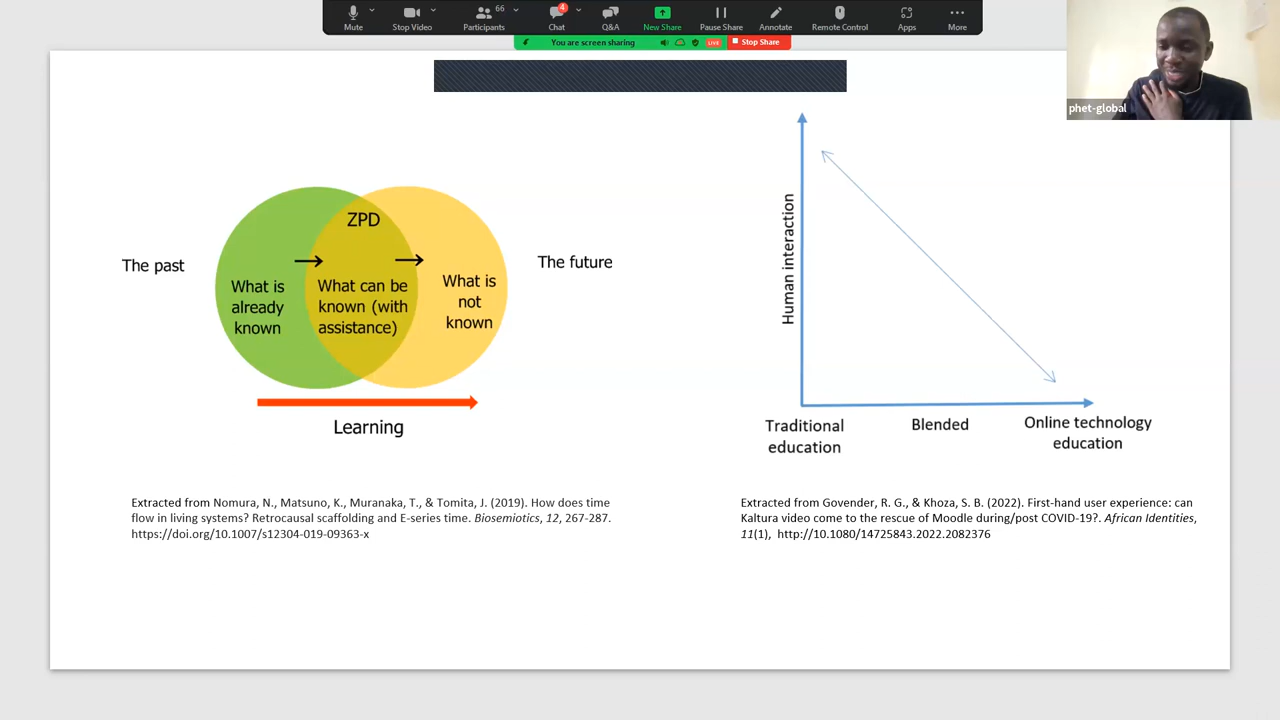 Mute
Stop Video
66
Participants
4
Chat
Q&A
New Share
Pause Share
Annotate
Remote Control
Apps
More
You are screen sharing
LIVE
Stop Share
phet-global
The past
ZPD
What is
already
known
What can be
known (with
assistance)
What is
not
known
The future
Learning
Extracted from Nomura, N., Matsuno, K., Muranaka, T., & Tomita, J. (2019). How does time
flow in living systems? Retrocausal scaffolding and E-series time. Biosemiotics, 12, 267-287.
https://doi.org/10.1007/s12304-019-09363-x
Human interaction
Traditional
education
Blended
Online technology
education
Extracted from Govender, R. G., & Khoza, S. B. (2022). First-hand user experience: can
Kaltura video come to the rescue of Moodle during/post COVID-19?. African Identities,
11(1), http://10.1080/14725843.2022.2082376